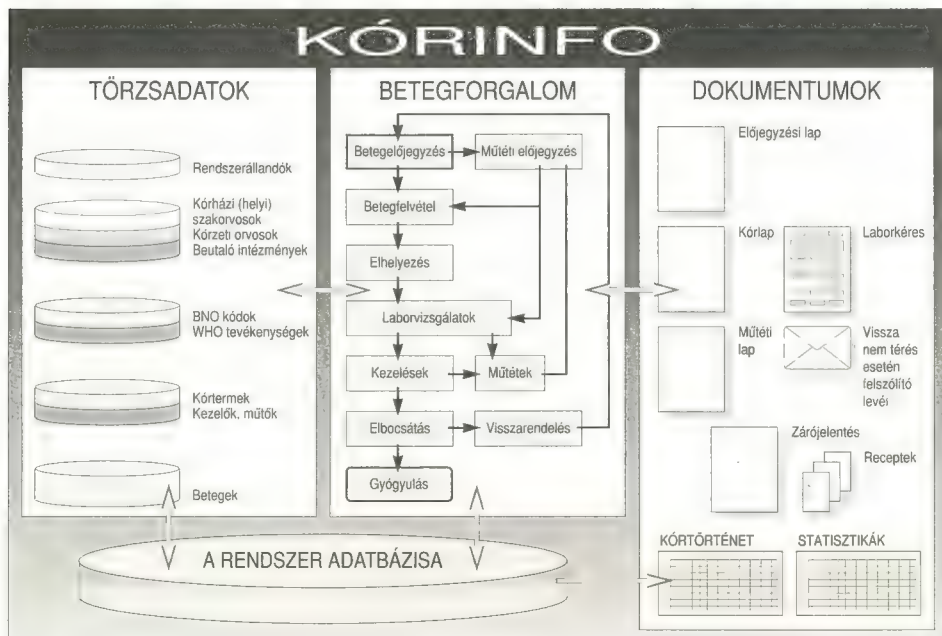 KÓRINFO
TÖRZSADATOK
Rendszerállandók
Kórházi (helyi)
szakorvosok
Körzeti orvosok
Beutaló intézmények
BNO kódok
WHO tevékenységek
Kórtermek
Kezelők, műtők
Betegek
BETEGFORGALOM
Betegelőjegyzés
Műtéti előjegyzés
Betegfelvétel
Elhelyezés
Laborvizsgálatok
Kezelések
Műtétek
Elbocsátás
Visszarendelés
Gyógyulás
DOKUMENTUMOK
Előjegyzési lap
Kórlap
Laborkéres
Műtéti
lap
Vissza
nem térés
esetén
felszólító
levél
Zárójelentés
Receptek
KÓRTÖRTÉNET
STATISZTIKÁK
A RENDSZER ADATBÁZISA